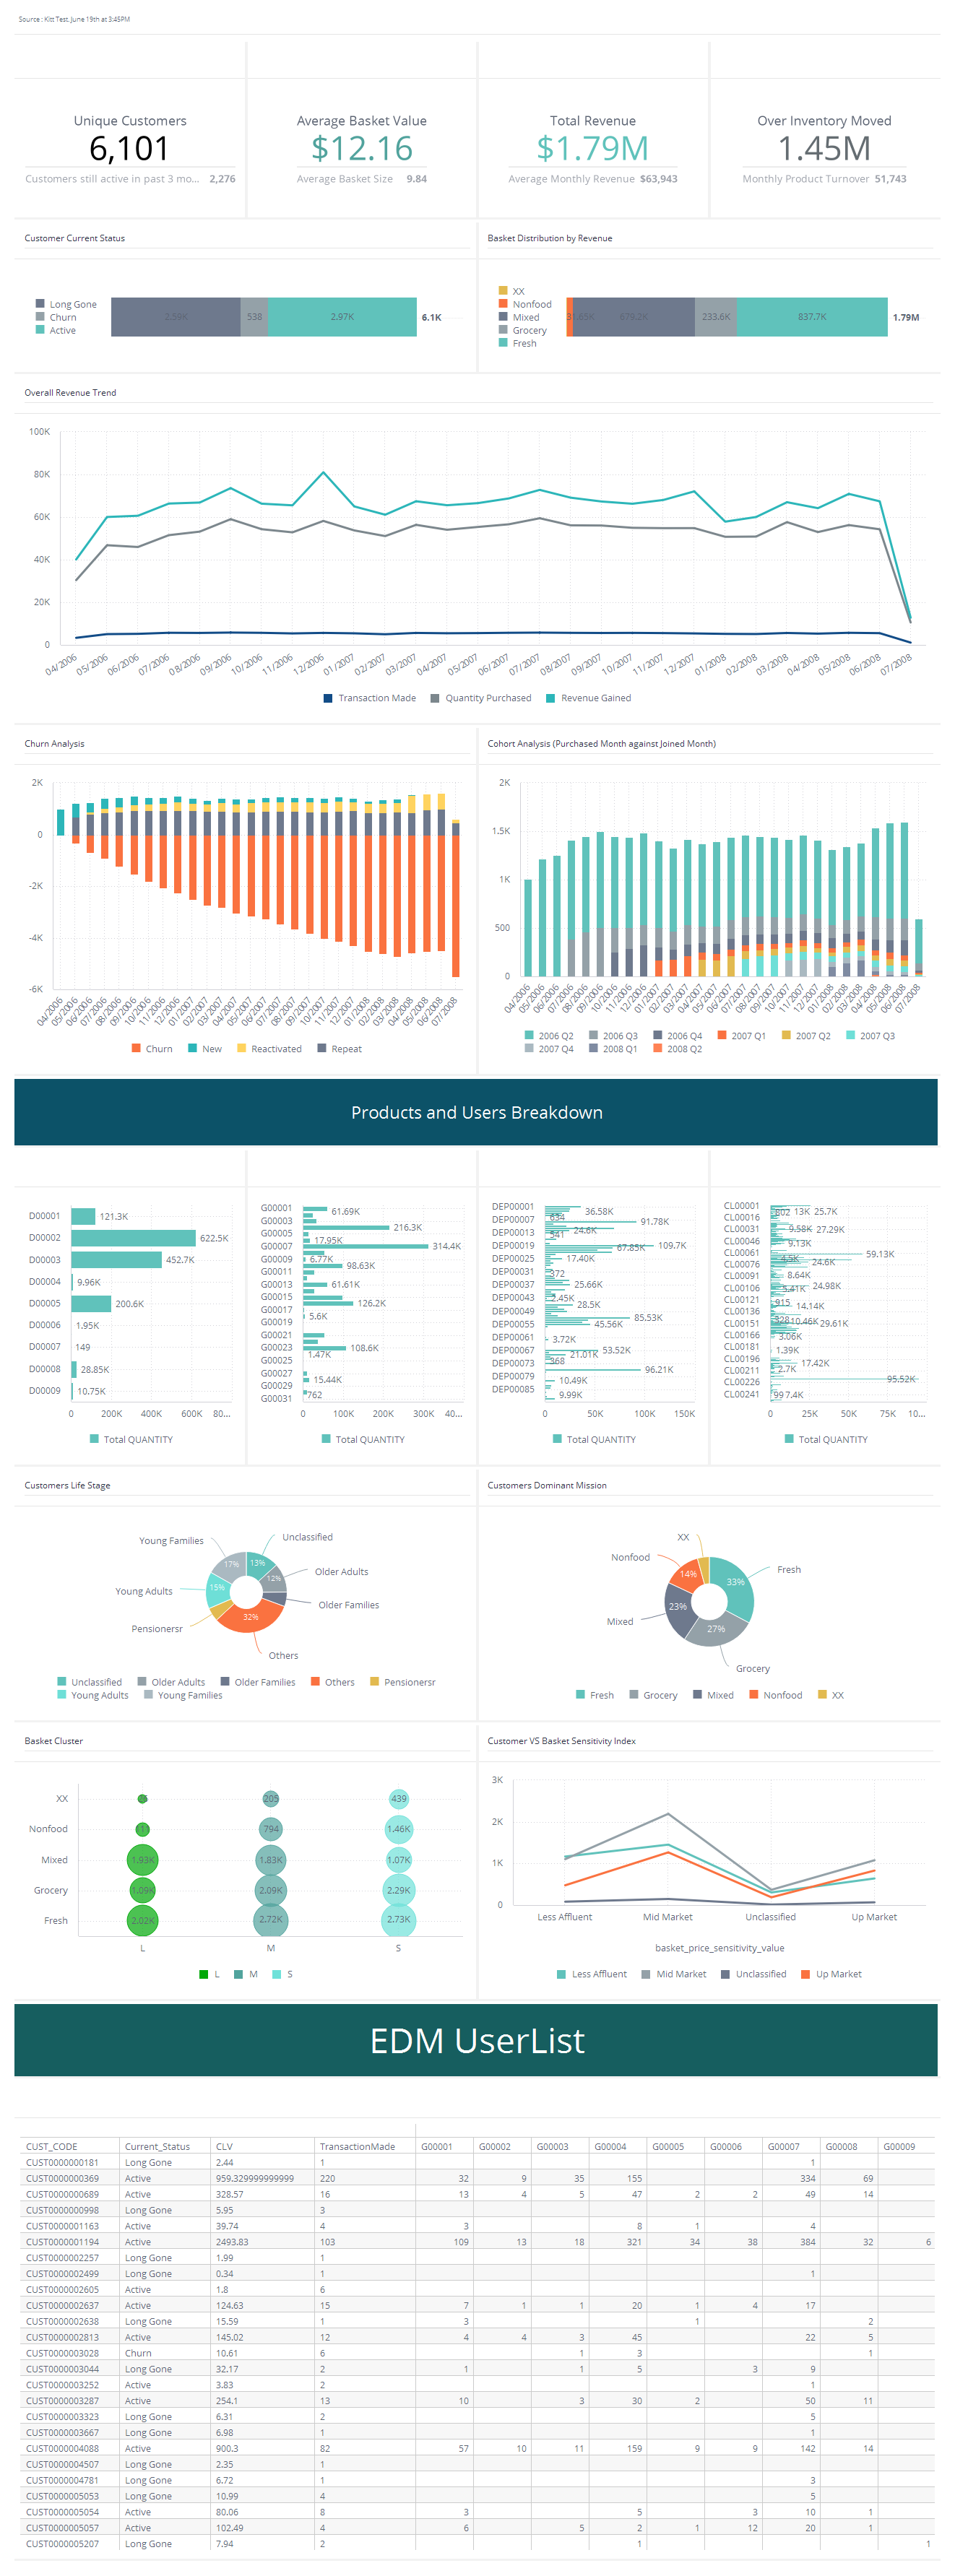 Source : Kitt Test. June 19th at 3:45PM
Unique Customers
6,101
Customers still active in past 3 mo... 2,276
Average Basket Value
$12.16
Average Basket Size 9.84
Total Revenue
$1.79M
Average Monthly Revenue $63,943
Over Inventory Moved
1.45M
Monthly Product Turnover 51,743
Customer Current Status
Long Gone
Churn
Active
2.59K 538 2.97K 6.1K
Basket Distribution by Revenue
XX
Nonfood
Mixed
Grocery
Fresh
679.2K 233.6K 837.7K 1.79M
Overall Revenue Trend
100K
80K
60K
40K
20K
0
04/2006 05/2006 06/2006 07/2006 08/2006 09/2006 10/2006 11/2006 12/2006 01/2007 02/2007 03/2007 04/2007 05/2007 06/2007 07/2007 08/2007 09/2007 10/2007 11/2007 12/2007 01/2008 02/2008 03/2008 04/2008 05/2008 06/2008 07/2008
Transaction Made Quantity Purchased Revenue Gained
Churn Analysis
2K
0
-2K
-4K
-6K
04/2006 05/2006 06/2006 07/2006 08/2006 09/2006 10/2006 11/2006 12/2006 01/2007 02/2007 03/2007 04/2007 05/2007 06/2007 07/2007 08/2007 09/2007 10/2007 11/2007 12/2007 01/2008 02/2008 03/2008 04/2008 05/2008 06/2008 07/2008
Churn New Reactivated Repeat
Cohort Analysis (Purchased Month against Joined Month)
2K
1.5K
1K
500
0
04/2006 05/2006 06/2006 07/2006 08/2006 09/2006 10/2006 11/2006 12/2006 01/2007 02/2007 03/2007 04/2007 05/2007 06/2007 07/2007 08/2007 09/2007 10/2007 11/2007 12/2007 01/2008 02/2008 03/2008 04/2008 05/2008 06/2008 07/2008
2006 Q2 2006 Q3 2006 Q4 2007 Q1 2007 Q2 2007 Q3
2007 Q4 2008 Q1 2008 Q2
Products and Users Breakdown
D00001 121.3K
D00002 622.5K
D00003 452.7K
D00004 9.96K
D00005 200.6K
D00006 1.95K
D00007 149
D00008 28.85K
D00009 10.75K
0 200K 400K 600K 80...
Total QUANTITY
G00001 61.69K
G00003 216.3K
G00005 17.95K
G00007 314.4K
G00009 6.77K
98.63K
G00011
G00013 61.61K
G00015 126.2K
G00017 5.6K
G00019
G00021
G00023 108.6K
1.47K
G00025
G00027 15.44K
G00029
G00031 762
0 100K 200K 300K 40...
Total QUANTITY
DEP00001 36.58K
DEP00007 634 91.78K
DEP00013 541 24.6K
DEP00019 67.85K 109.7K
DEP00025 17.40K
DEP00031 372
DEP00037 25.66K
DEP00043 2.45K 28.5K
DEP00049 85.53K
DEP00055 45.56K
DEP00061 3.72K
DEP00067 21.01K 53.52K
DEP00073 368 96.21K
DEP00079 10.49K
DEP00085 9.99K
0 50K 100K 150K
Total QUANTITY
CL00001 802 13K 25.7K
CL00016
CL00031 9.58K 27.29K
CL00046 9.13K
CL00061 59.13K
CL00076 4.5K 24.6K
CL00091 8.64K
CL00106 5.41K 24.98K
CL00121 915 14.14K
CL00136
CL00151 328 10.46K 29.61K
CL00166 3.06K
CL00181 1.39K
CL00196 17.42K
CL00211 2.7K
CL00226 95.52K
CL00241 99 7.4K
0 25K 50K 75K 10...
Total QUANTITY
Customers Life Stage
Young Families 17%
Unclassified 13%
Older Adults 12%
Young Adults 15%
Older Families
Pensionersr
32% Others
Unclassified Older Adults Older Families Others Pensionersr
Young Adults Young Families
Customers Dominant Mission
XX
Nonfood 14%
Fresh 33%
Mixed 23%
27% Grocery
Fresh Grocery Mixed Nonfood XX
Basket Cluster
XX 205 439
Nonfood 794 1.46K
Mixed 1.93K 1.83K 1.07K
Grocery 1.09K 2.09K 2.29K
Fresh 2.02K 2.72K 2.73K
L M S
L M S
Customer VS Basket Sensitivity Index
3K
2K
1K
0
Less Affluent Mid Market Unclassified Up Market
basket_price_sensitivity_value
Less Affluent Mid Market Unclassified Up Market
EDM UserList
CUST_CODE Current_Status CLV TransactionMade G00001 G00002 G00003 G00004 G00005 G00006 G00007 G00008 G00009
CUST0000000181 Long Gone 2.44 1 1
CUST0000000369 Active 959.329999999999 220 32 9 35 155 334 69
CUST0000000689 Active 328.57 16 13 4 5 47 2 2 49 14
CUST0000000998 Long Gone 5.95 3
CUST0000001163 Active 39.74 4 3 8 1 4
CUST0000001194 Active 2493.83 103 109 13 18 321 34 38 384 32 6
CUST0000002257 Long Gone 1.99 1
CUST0000002499 Long Gone 0.34 1 1
CUST0000002605 Active 1.8 6
CUST0000002637 Active 124.63 15 7 1 1 20 1 4 17
CUST0000002638 Long Gone 15.59 1 3 1 2
CUST0000002813 Active 145.02 12 4 4 3 45 22 5
CUST0000003028 Churn 10.61 6 1 3 1
CUST0000003044 Long Gone 32.17 2 1 1 5 3 9
CUST0000003252 Active 3.83 2 1
CUST0000003287 Active 254.1 13 10 3 30 2 50 11
CUST0000003323 Long Gone 6.31 2 5
CUST0000003667 Long Gone 6.98 1 1
CUST0000004088 Active 900.3 82 57 10 11 159 9 9 142 14
CUST0000004507 Long Gone 2.35 1
CUST0000004781 Long Gone 6.72 1 3
CUST0000005053 Long Gone 10.99 4 5
CUST0000005054 Active 80.06 8 3 5 3 10 1
CUST0000005057 Active 102.49 4 6 5 2 1 12 20 1
CUST0000005207 Long Gone 7.94 2 1 1